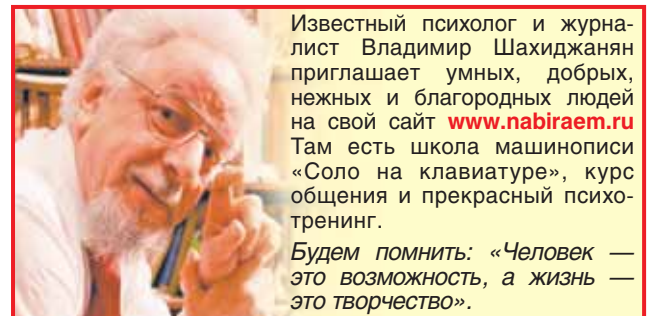 Известный психолог и журна-
лист Владимир Шахиджанян
приглашает умных, добрых,
нежных и благородных людей
на свой сайт www.nabiraem.ru
Там есть школа машинописи
«Соло на клавиатуре», курс
общения и прекрасный психо-
тренинг.
Будем помнить: «Человек —
это возможность, а жизнь —
это творчество».